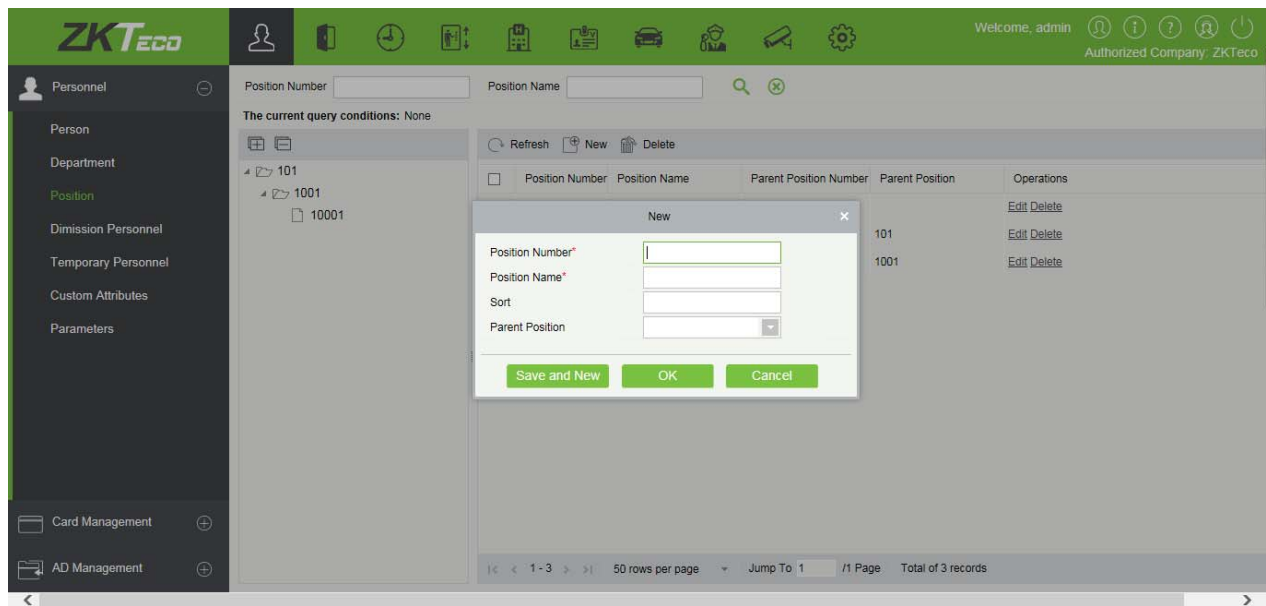 ZKTeco
Welcome, admin
Authorized Company: ZKTeco
Personnel
Person
Department
Position
Dimission Personnel
Temporary Personnel
Custom Attributes
Parameters
Card Management
AD Management
Position Number
Position Name
The current query conditions: None
101
1001
10001
Refresh New Delete
Position Number Position Name Parent Position Number Parent Position Operations
Edit Delete
101 Edit Delete
1001 Edit Delete
New
Position Number*
Position Name*
Sort
Parent Position
Save and New OK Cancel
1 - 3 50 rows per page Jump To 1 /1 Page Total of 3 records